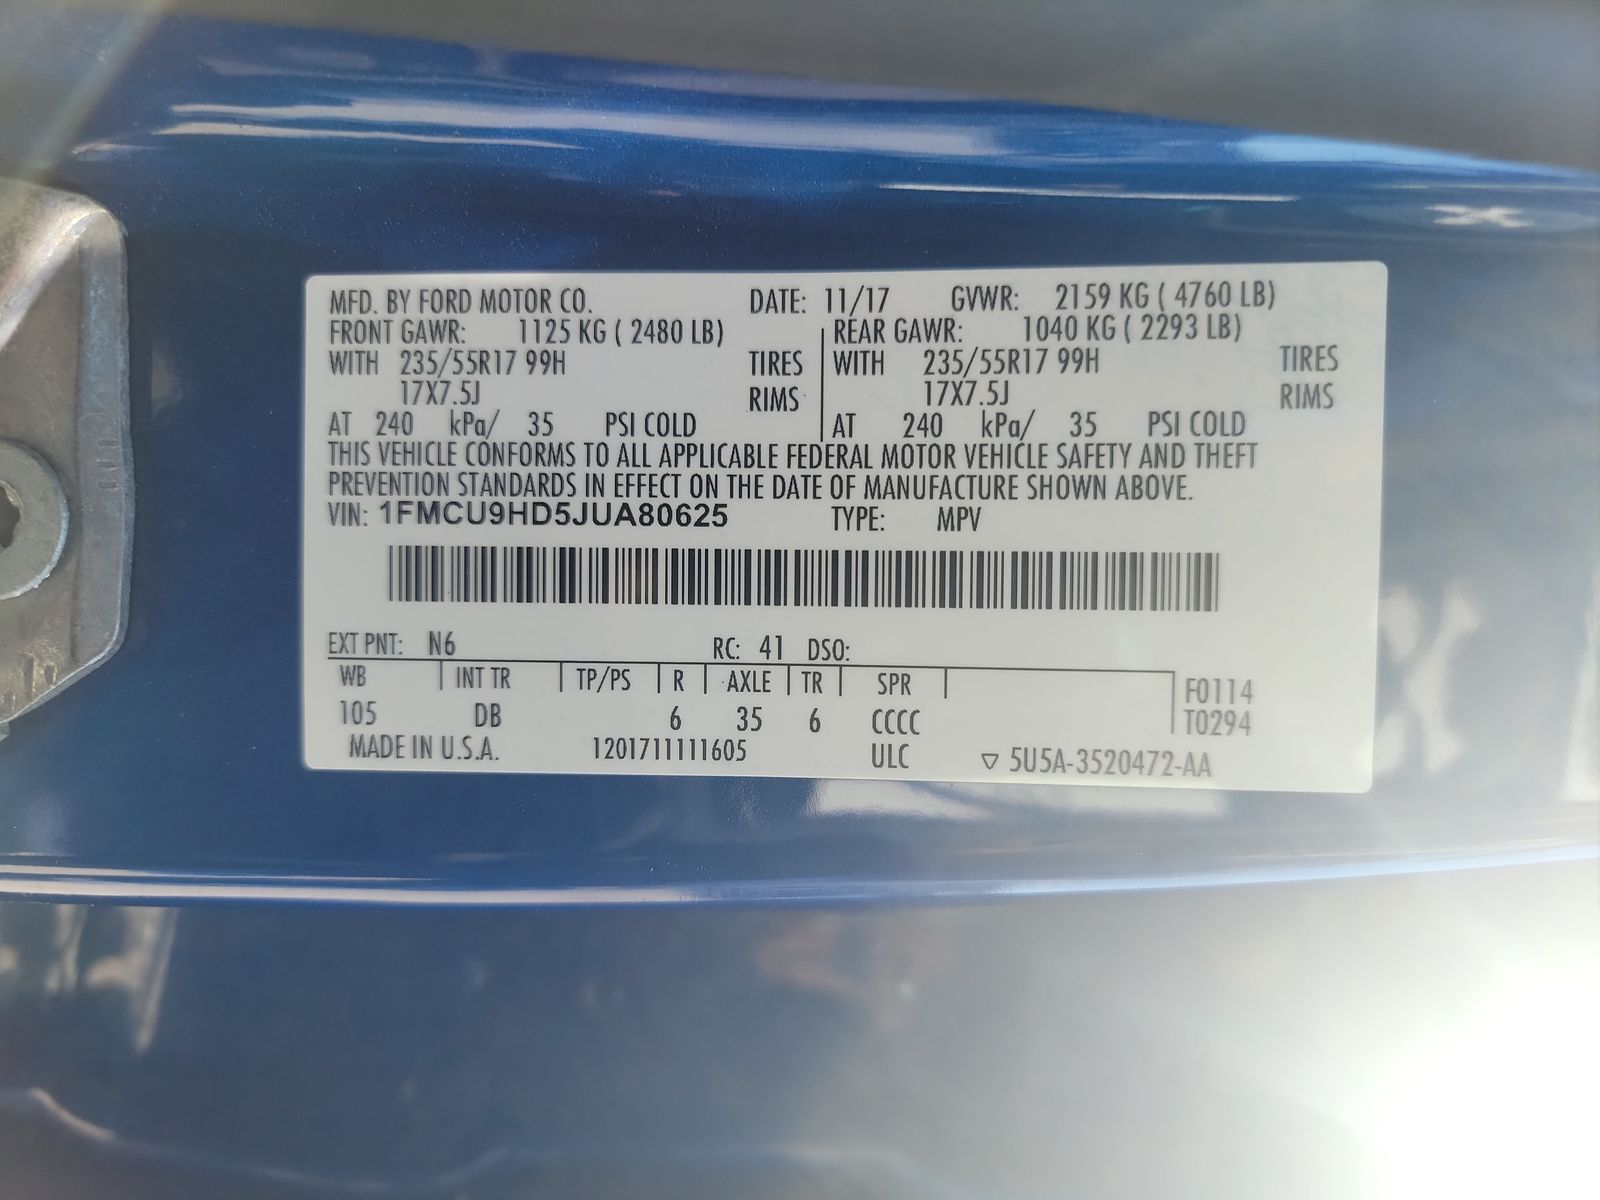 MFD. BY FORD MOTOR CO. DATE: 11/17 GVWR: 2159 KG ( 4760 LB)
FRONT GAWR: 1125 KG ( 2480 LB) REAR GAWR: 1040 KG ( 2293 LB)
WITH 235/55R17 99H TIRES WITH 235/55R17 99H TIRES
17X7.5J RIMS 17X7.5J RIMS
AT 240 kPa/ 35 PSI COLD AT 240 kPa/ 35 PSI COLD
THIS VEHICLE CONFORMS TO ALL APPLICABLE FEDERAL MOTOR VEHICLE SAFETY AND THEFT
PREVENTION STANDARDS IN EFFECT ON THE DATE OF MANUFACTURE SHOWN ABOVE.
VIN: 1FMCU9HD5JUA80625 TYPE: MPV
EXT PNT: N6 RC: 41 DSO:
WB INT TR TP/PS R AXLE TR SPR F0114
105 DB 6 35 6 CCCC T0294
MADE IN U.S.A. 1201711111605 ULC ▽ 5U5A-3520472-AA